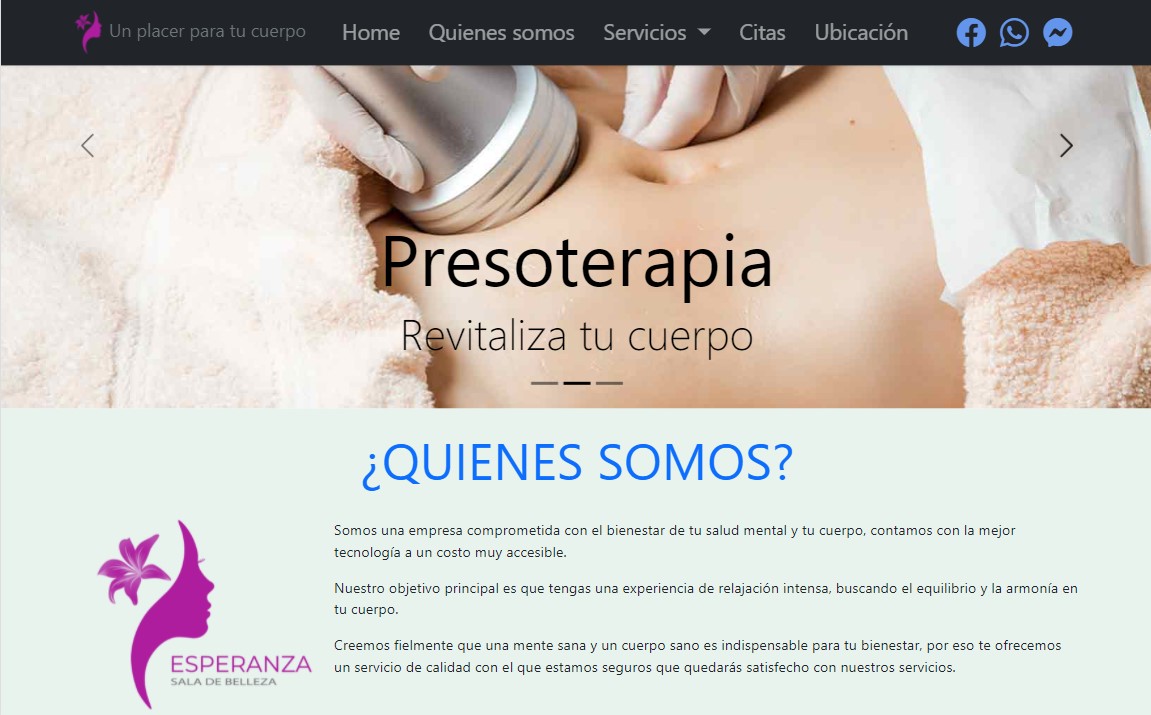 Un placer para tu cuerpo
Home
Quienes somos
Servicios
Citas
Ubicación
Presoterapia
Revitaliza tu cuerpo
¿QUIENES SOMOS?
Somos una empresa comprometida con el bienestar de tu salud mental y tu cuerpo, contamos con la mejor
tecnología a un costo muy accesible.
Nuestro objetivo principal es que tengas una experiencia de relajación intensa, buscando el equilibrio y la armonía en
tu cuerpo.
Creemos fielmente que una mente sana y un cuerpo sano es indispensable para tu bienestar, por eso te ofrecemos
un servicio de calidad con el que estamos seguros que quedarás satisfecho con nuestros servicios.
ESPERANZA
SALA DE BELLEZA